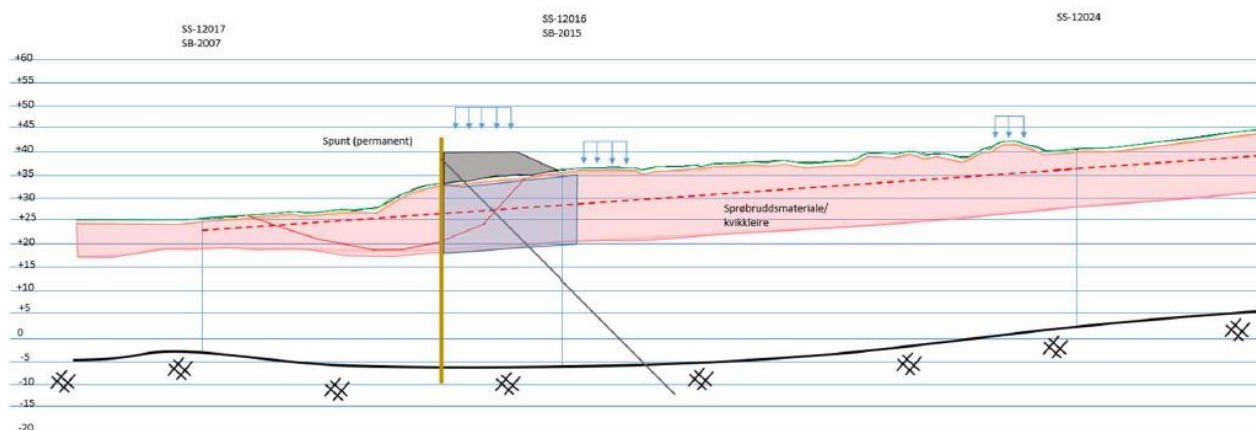 SS-12017
SB-2007
SS-12016
SB-2015
SS-12024
+60
+55
+50
+45
+40
+35
+30
+25
+20
+15
+10
+5
0
-5
-10
-15
-20
Spunt (permanent)
Sprøbruddsmateriale/
kvikkleire